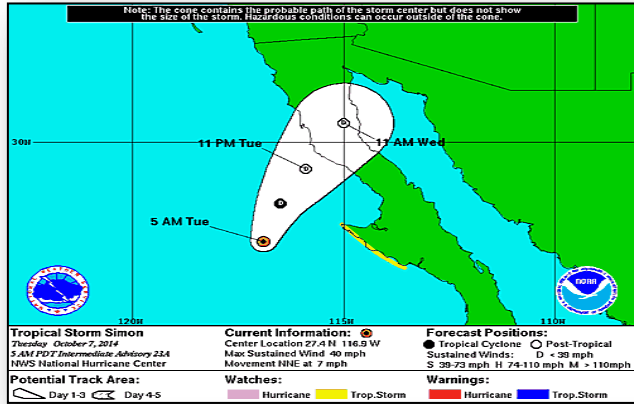 Note: The cone contains the probable path of the storm center but does not show
the size of the storm. Hazardous conditions can occur outside of the cone.
D
11 AM Wed
30N
11 PM Tue
D
D
5 AM Tue
NOAA
120W
115W
110W
Tropical Storm Simon
Tuesday October 7, 2014
5 AM PDT Intermediate Advisory 23A
NWS National Hurricane Center
Current Information:
Center Location 27.4 N 116.9 W
Max Sustained Wind 40 mph
Movement NNE at 7 mph
Forecast Positions:
Tropical Cyclone Post-Tropical
Sustained Winds: D < 39 mph
S 39-73 mph H 74-110 mph M > 110mph
Potential Track Area:
Day 1-3 Day 4-5
Watches:
Hurricane Trop.Storm
Warnings:
Hurricane Trop.Storm